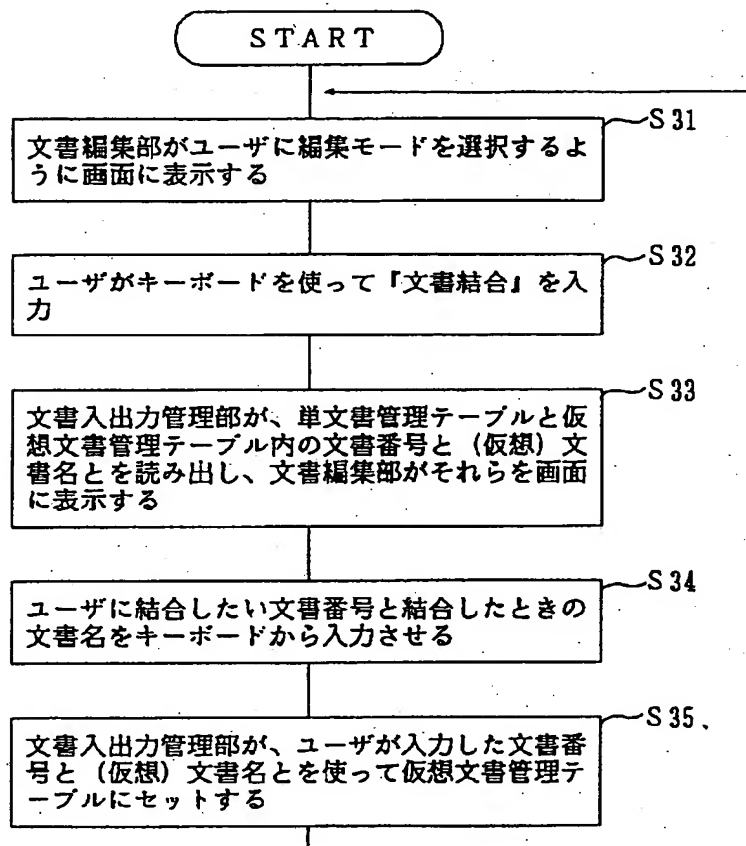 START
S31
文書編集部がユーザに編集モードを選択するよ
うに画面に表示する
S32
ユーザがキーボードを使って『文書結合』を入
力
S33
文書入出力管理部が、単文書管理テーブルと仮
想文書管理テーブル内の文書番号と(仮想)文
書名とを読み出し、文書編集部がそれらを画面
に表示する
S34
ユーザに結合したい文書番号と結合したときの
文書名をキーボードから入力させる
S35
文書入出力管理部が、ユーザが入力した文書番
号と(仮想)文書名とを使って仮想文書管理テ
ーブルにセットする